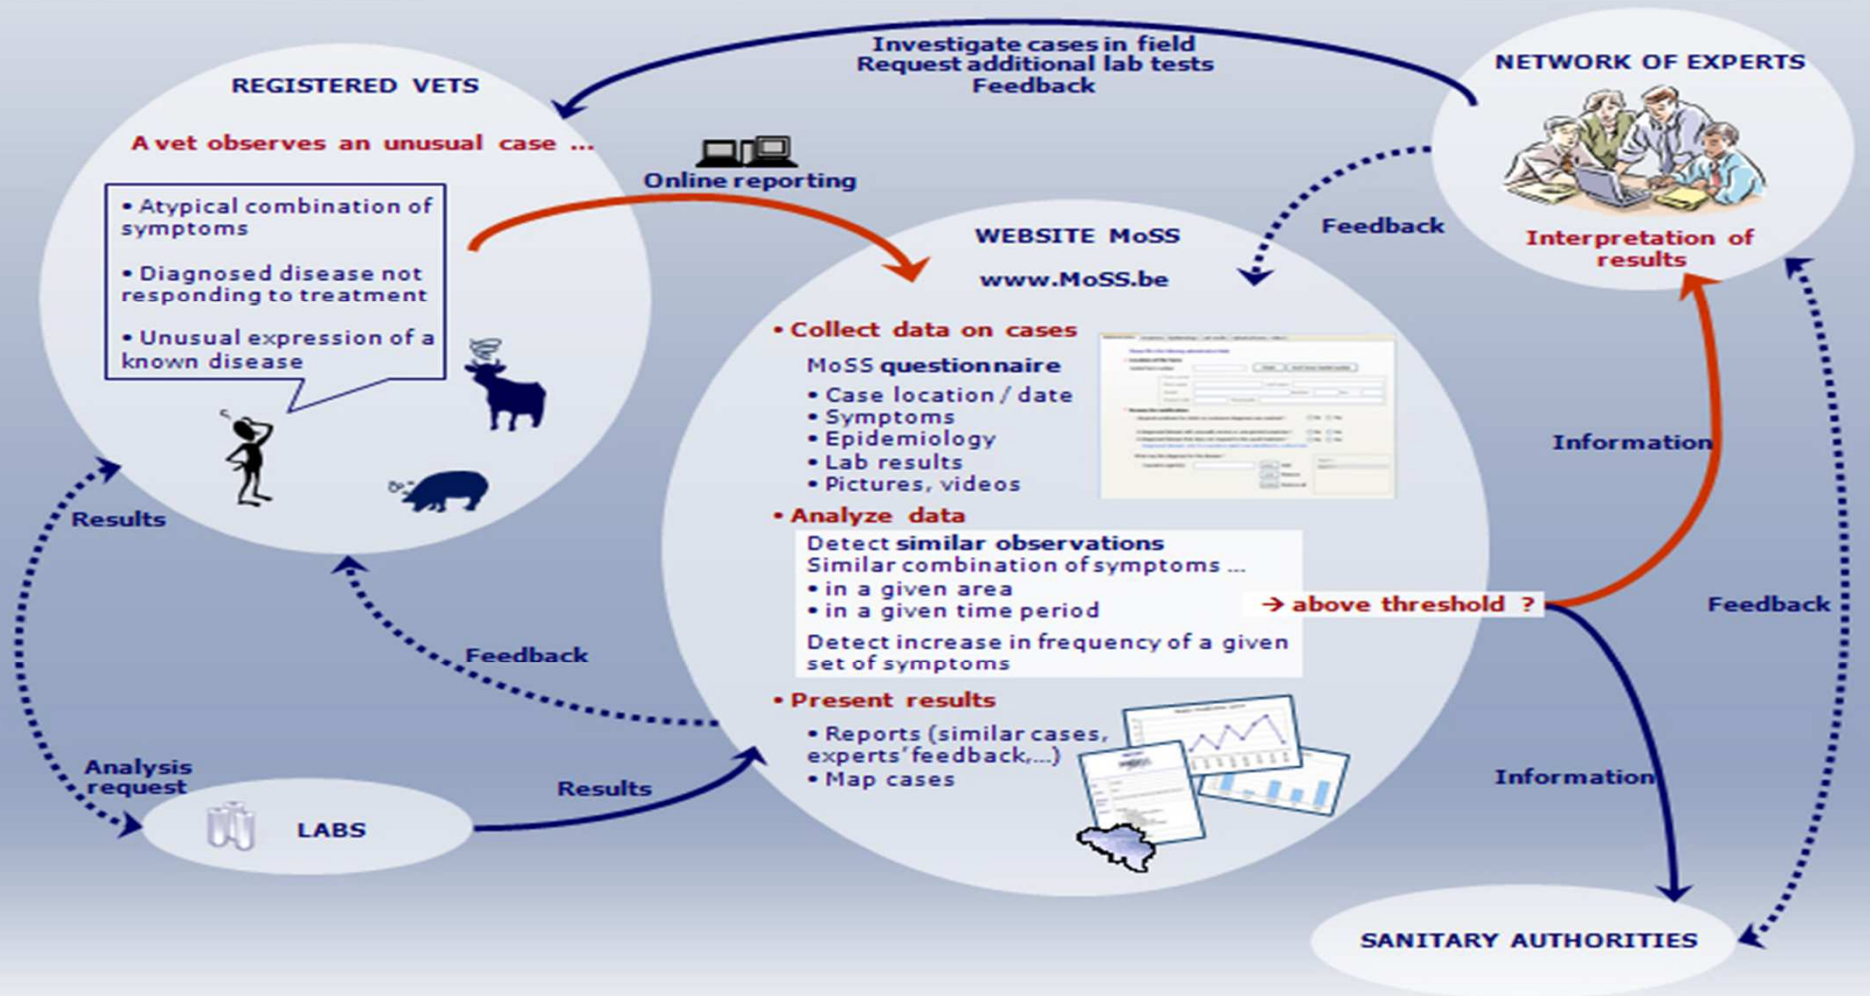 Investigate cases in field
Request additional lab tests
Feedback
REGISTERED VETS
A vet observes an unusual case ...
• Atypical combination of
symptoms
• Diagnosed disease not
responding to treatment
• Unusual expression of a
known disease
Online reporting
NETWORK OF EXPERTS
Interpretation of
results
Feedback
WEBSITE MoSS
www.MoSS.be
• Collect data on cases
MoSS questionnaire
• Case location / date
• Symptoms
• Epidemiology
• Lab results
• Pictures, videos
• Analyze data
Detect similar observations
Similar combination of symptoms ...
• in a given area
• in a given time period
→ above threshold ?
Detect increase in frequency of a given
set of symptoms
• Present results
• Reports (similar cases,
experts' feedback,...)
• Map cases
Information
Feedback
Information
Results
Feedback
Analysis
request
Results
LABS
SANITARY AUTHORITIES